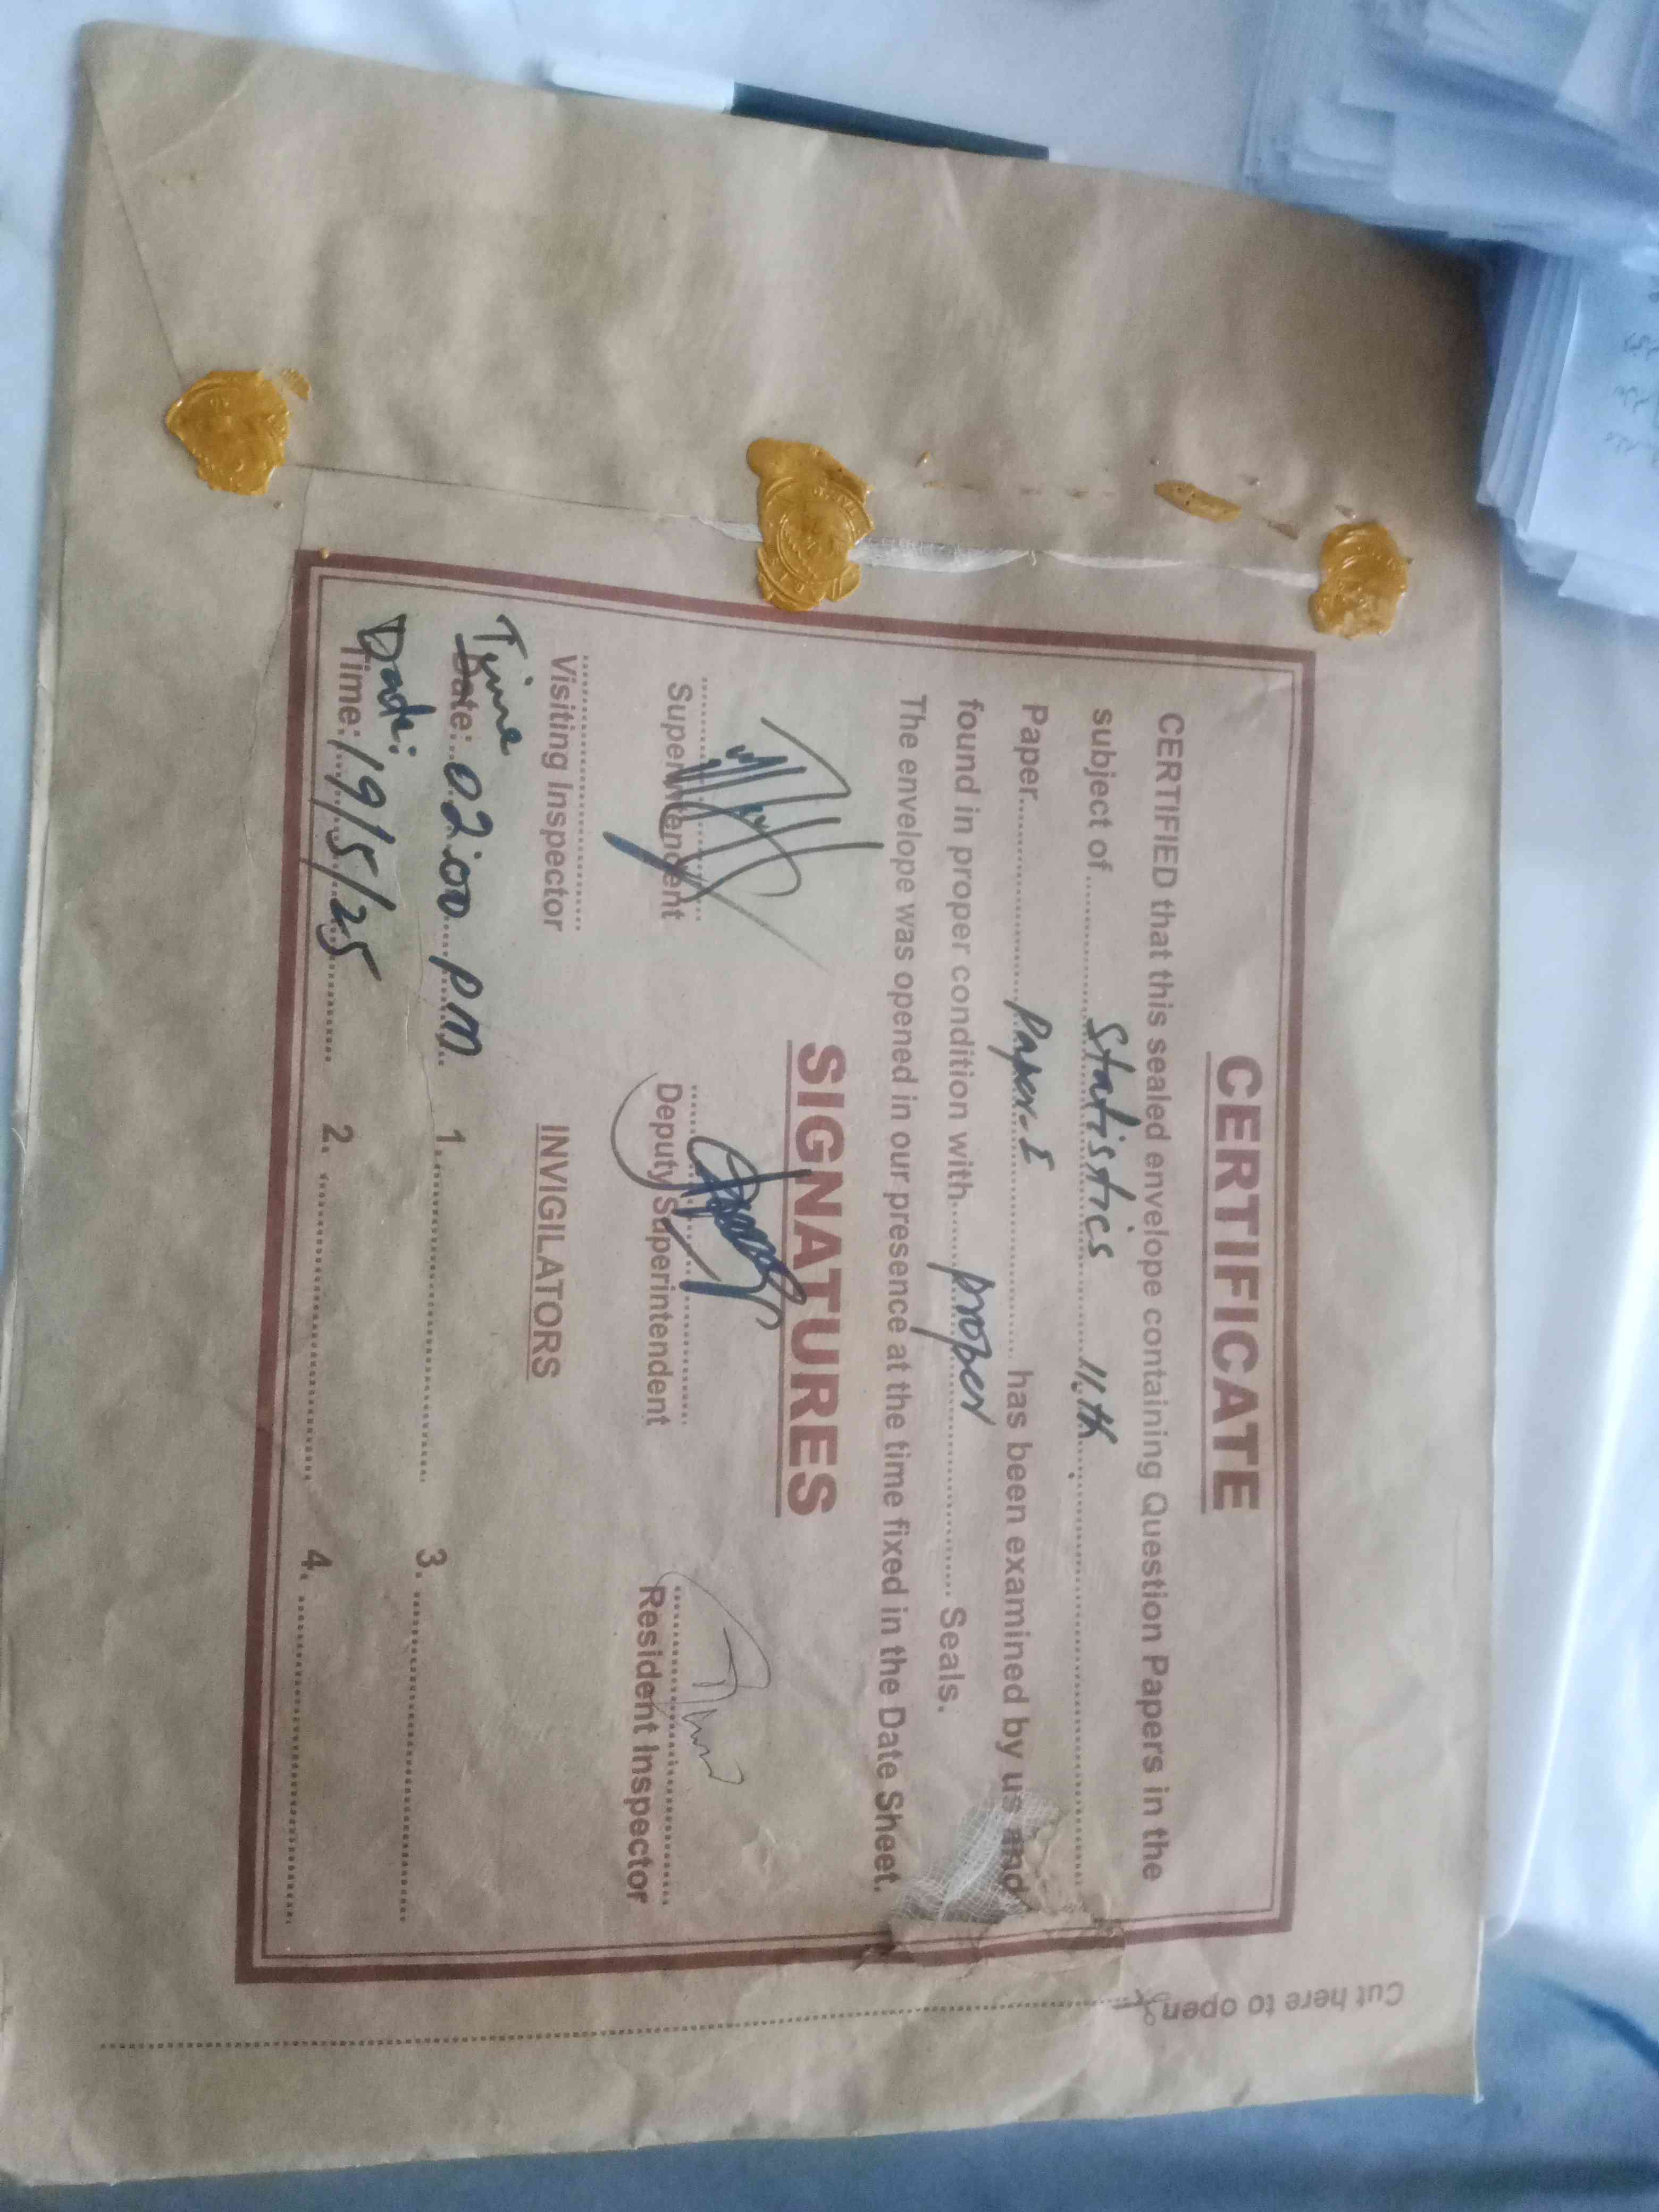 CERTIFICATE
CERTIFIED that this sealed envelope containing Question Papers in the
subject of Statistics 11.th
Paper Paper-I has been examined by us and
found in proper condition with proper Seals.
The envelope was opened in our presence at the time fixed in the Date Sheet.
SIGNATURES
Superintendent Deputy Superintendent Resident Inspector
Visiting Inspector INVIGILATORS
Time
Date: 02:00 PM 1. 3.
Date:
Time: 19/5/25 2. 4.
Cut here to open